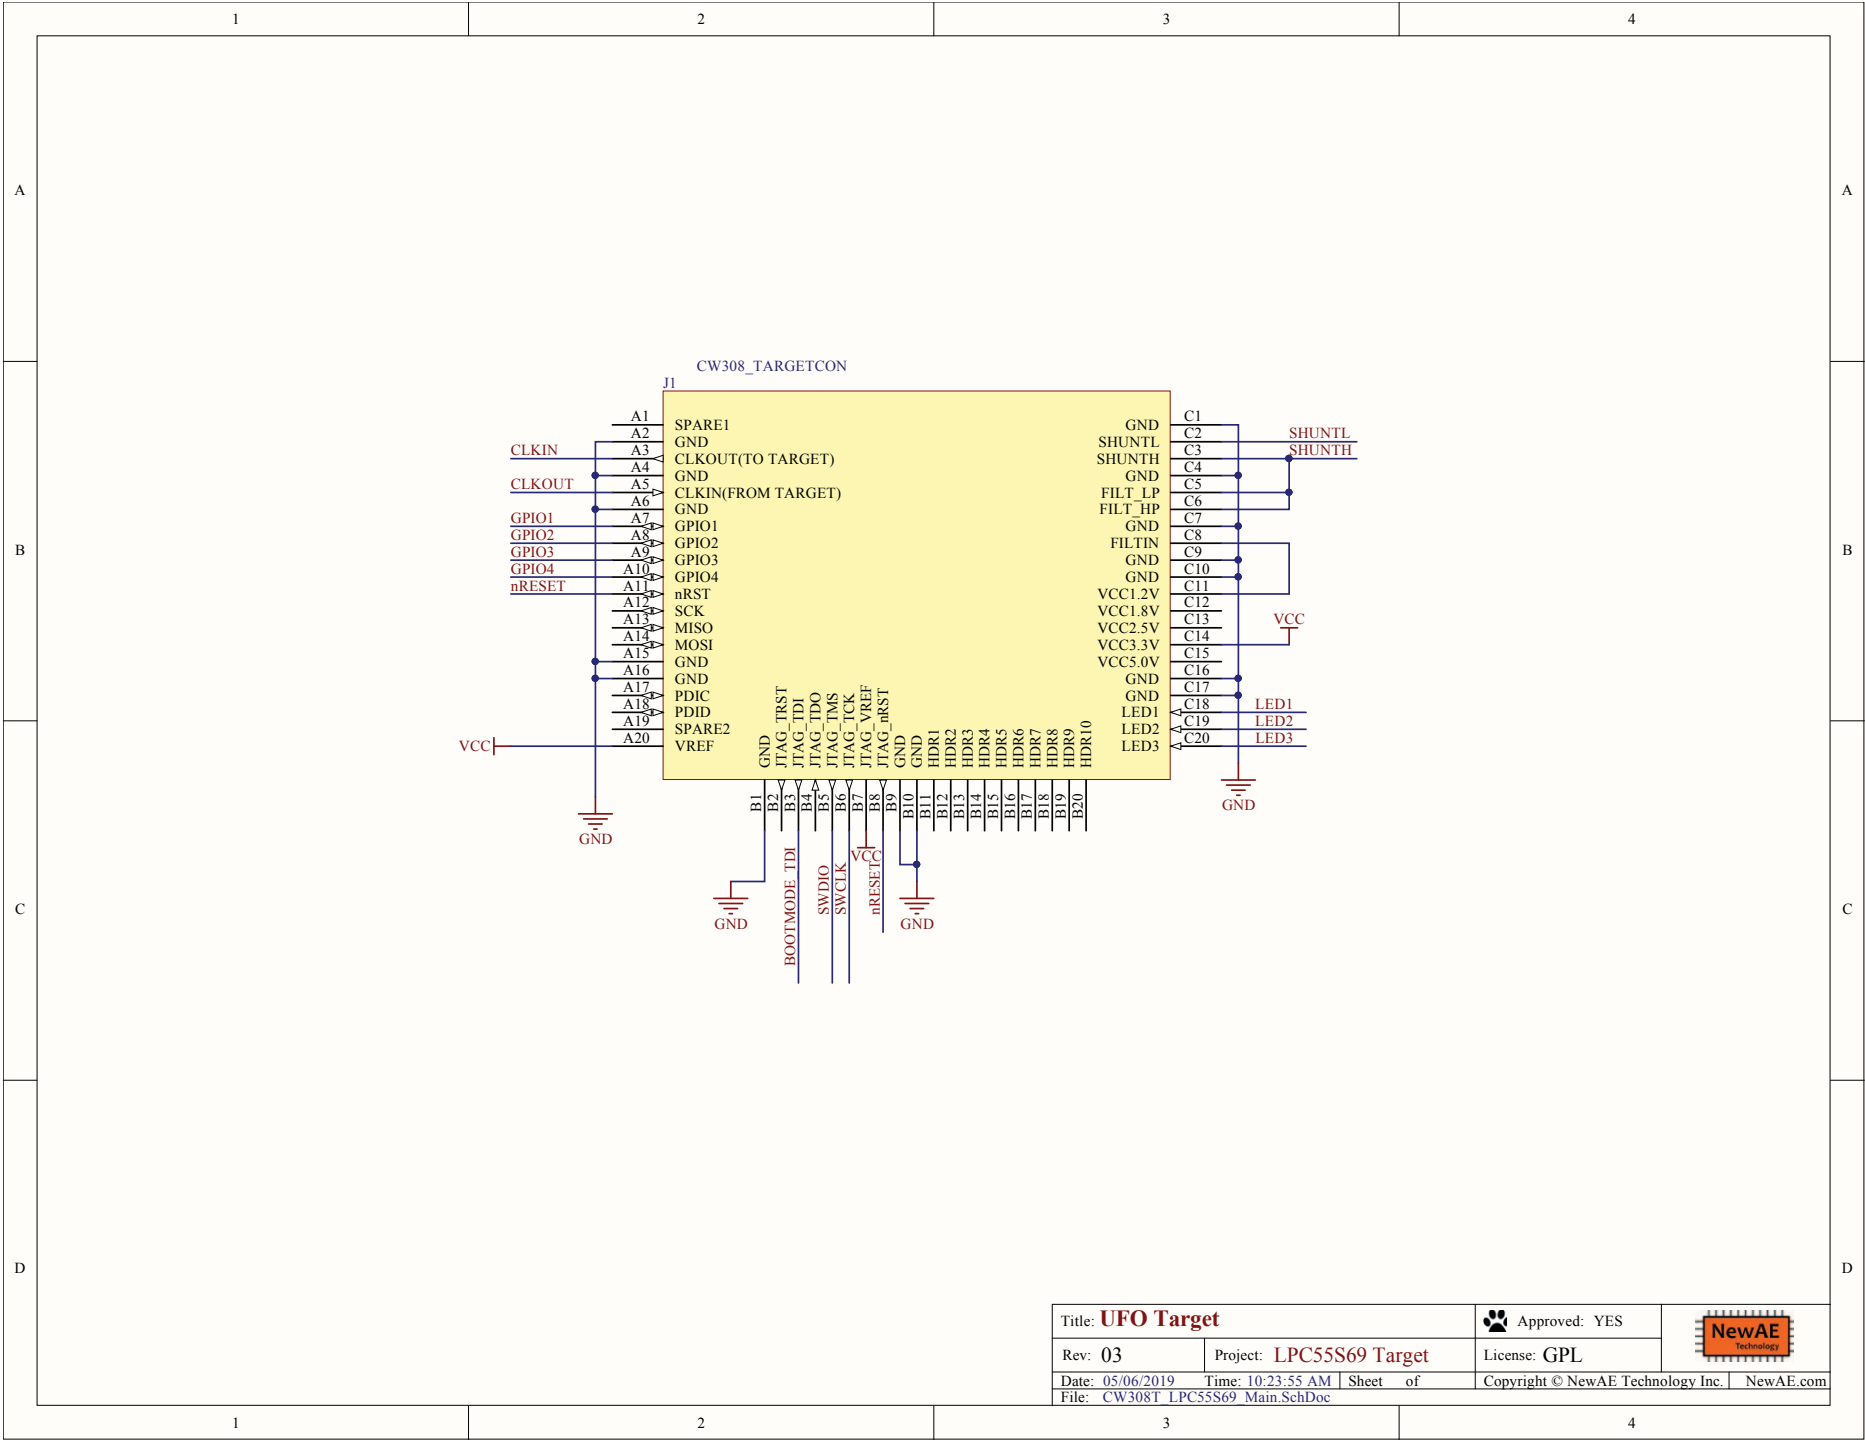 1 2 3 4
A A
B B
C C
D D
1 2 3 4
CW308_TARGETCON
J1
A1 SPARE1
A2 GND
CLKIN A3 CLKOUT(TO TARGET)
A4 GND
CLKOUT A5 CLKIN(FROM TARGET)
A6 GND
GPIO1 A7 GPIO1
GPIO2 A8 GPIO2
GPIO3 A9 GPIO3
GPIO4 A10 GPIO4
nRESET A11 nRST
A12 SCK
A13 MISO
A14 MOSI
A15 GND
A16 GND
A17 PDIC
A18 PDID
A19 SPARE2
VCC A20 VREF
GND
GND C1
SHUNTL C2 SHUNTL
SHUNTH C3 SHUNTH
GND C4
FILT_LP C5
FILT_HP C6
GND C7
FILTIN C8
GND C9
GND C10
VCC1.2V C11
VCC1.8V C12
VCC2.5V C13
VCC
VCC3.3V C14
VCC5.0V C15
GND C16
GND C17
LED1 C18 LED1
LED2 C19 LED2
LED3 C20 LED3
GND
GND B1
JTAG_TRST B2
JTAG_TDI B3 BOOTMODE_TDI
JTAG_TDO B4
JTAG_TMS B5 SWDIO
JTAG_TCK B6 SWCLK
JTAG_VREF B7 VCC
JTAG_nRST B8 nRESET
GND B9
GND B10
HDR1 B11
HDR2 B12
HDR3 B13
HDR4 B14
HDR5 B15
HDR6 B16
HDR7 B17
HDR8 B18
HDR9 B19
HDR10 B20
GND
GND
Title: UFO Target
Approved: YES
Rev: 03
Project: LPC55S69 Target
License: GPL
NewAE
Technology
Date: 05/06/2019 Time: 10:23:55 AM Sheet of
Copyright © NewAE Technology Inc. NewAE.com
File: CW308T_LPC55S69_Main.SchDoc